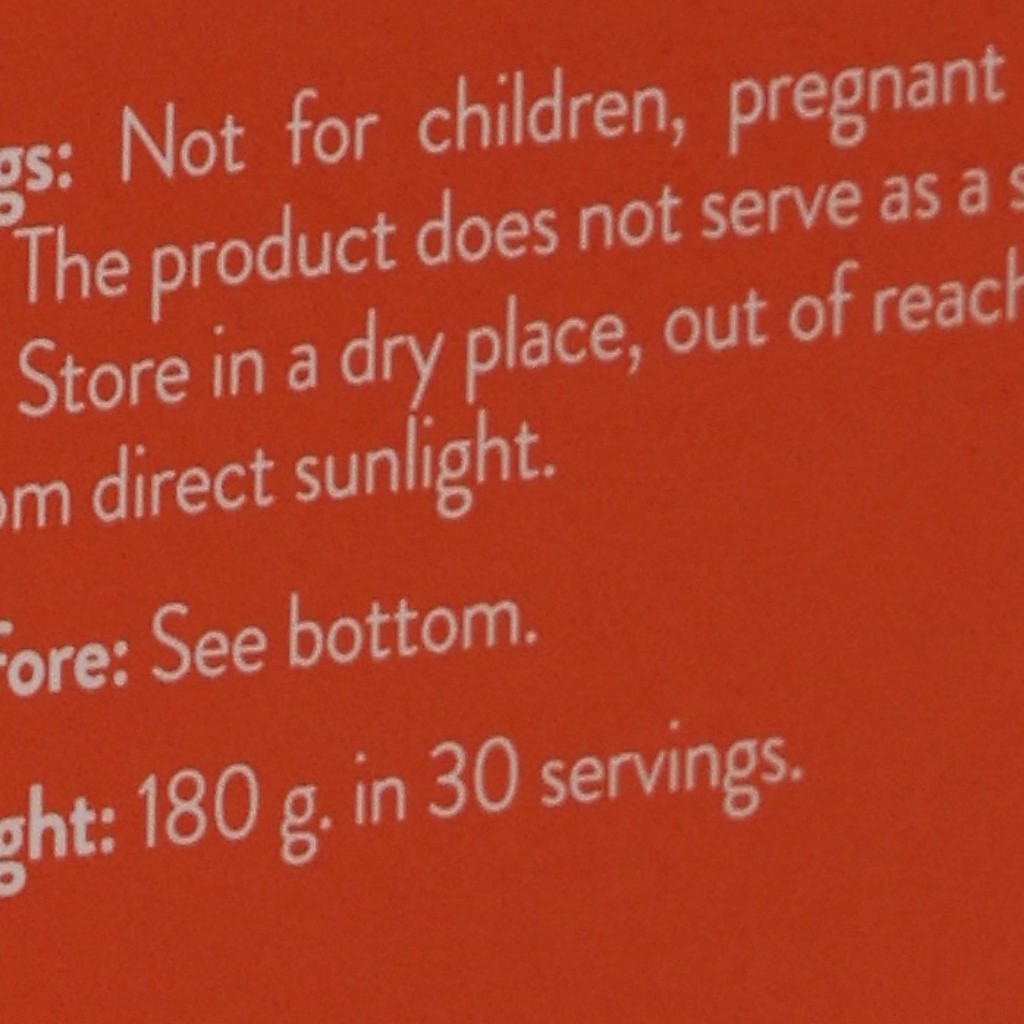 gs: Not for children, pregnant
The product does not serve as a s
Store in a dry place, out of reach
om direct sunlight.
fore: See bottom.
ght: 180 g. in 30 servings.